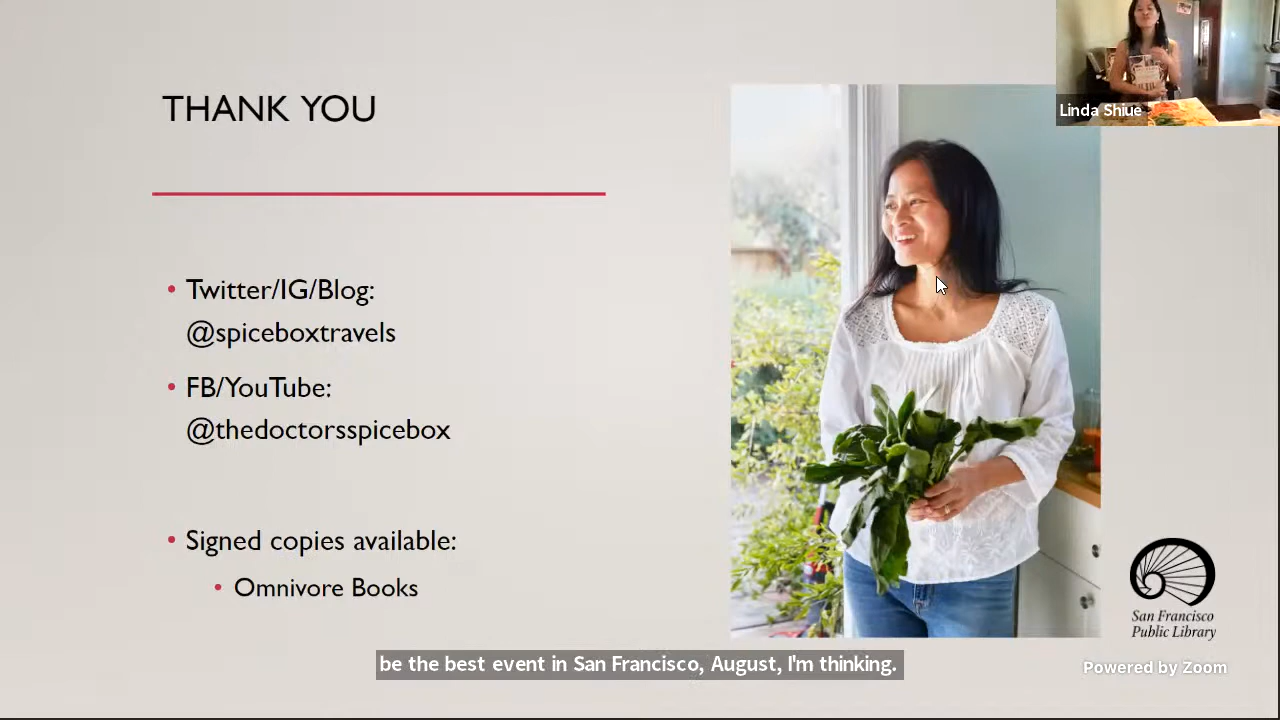 Linda Shiue
THANK YOU
• Twitter/IG/Blog:
@spiceboxtravels
• FB/YouTube:
@thedoctorsspicebox
• Signed copies available:
• Omnivore Books
San Francisco
Public Library
be the best event in San Francisco, August, I'm thinking.
Powered by Zoom